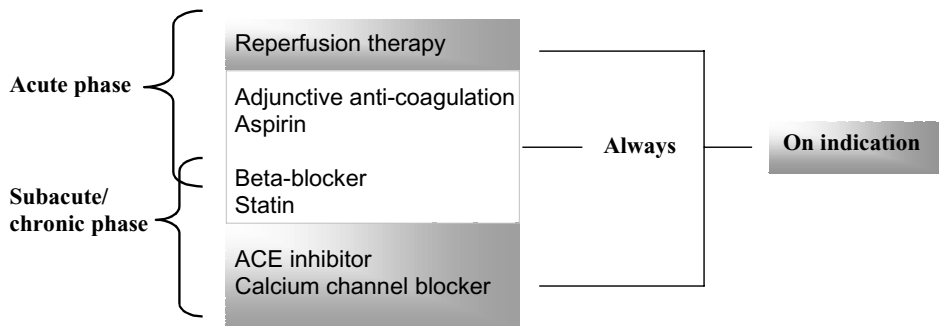 Acute phase
Subacute/
chronic phase
Reperfusion therapy
Adjunctive anti-coagulation
Aspirin
Beta-blocker
Statin
ACE inhibitor
Calcium channel blocker
Always
On indication